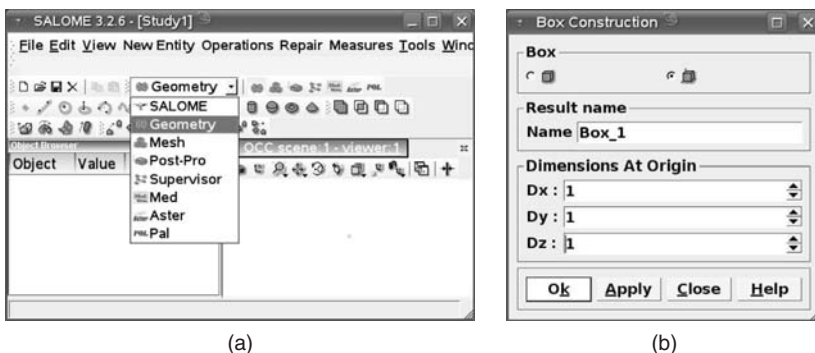 SALOME 3.2.6 - [Study1]
File Edit View New Entity Operations Repair Measures Tools Wind
Geometry
SALOME
Geometry
Mesh
Post-Pro
Supervisor
Med
Aster
Pal
Object Browser
OCC scene:1 - viewer:1
Object Value
(a)
Box Construction
Box
Result name
Name Box_1
Dimensions At Origin
Dx : 1
Dy : 1
Dz : 1
Ok Apply Close Help
(b)